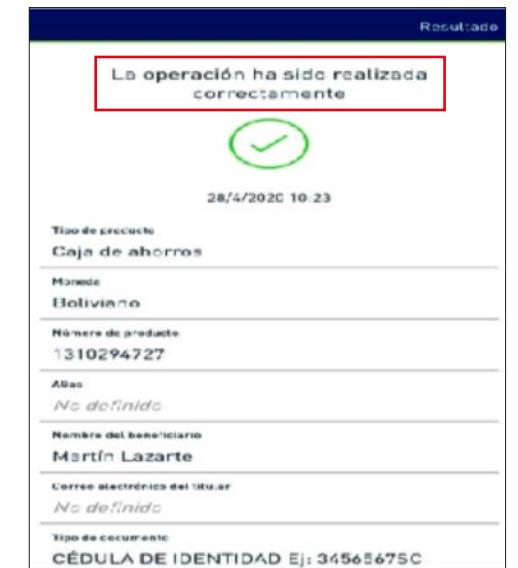 Resultado
La operación ha sido realizada
correctamente
28/4/2020 10:23
Tipo de producto
Caja de ahorros
Moneda
Boliviano
Número de producto
1310294727
Alias
No definido
Nombre del beneficiario
Martín Lazarte
Correo electrónico del titular
No definido
Tipo de documento
CÉDULA DE IDENTIDAD Ej: 3456567SC